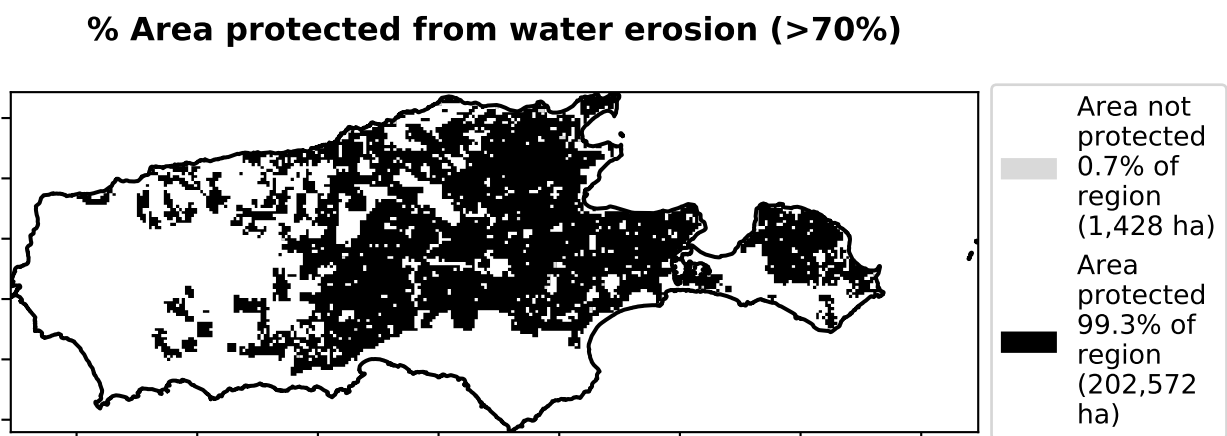 % Area protected from water erosion (>70%)
Area not
protected
0.7% of
region
(1,428 ha)
Area
protected
99.3% of
region
(202,572
ha)